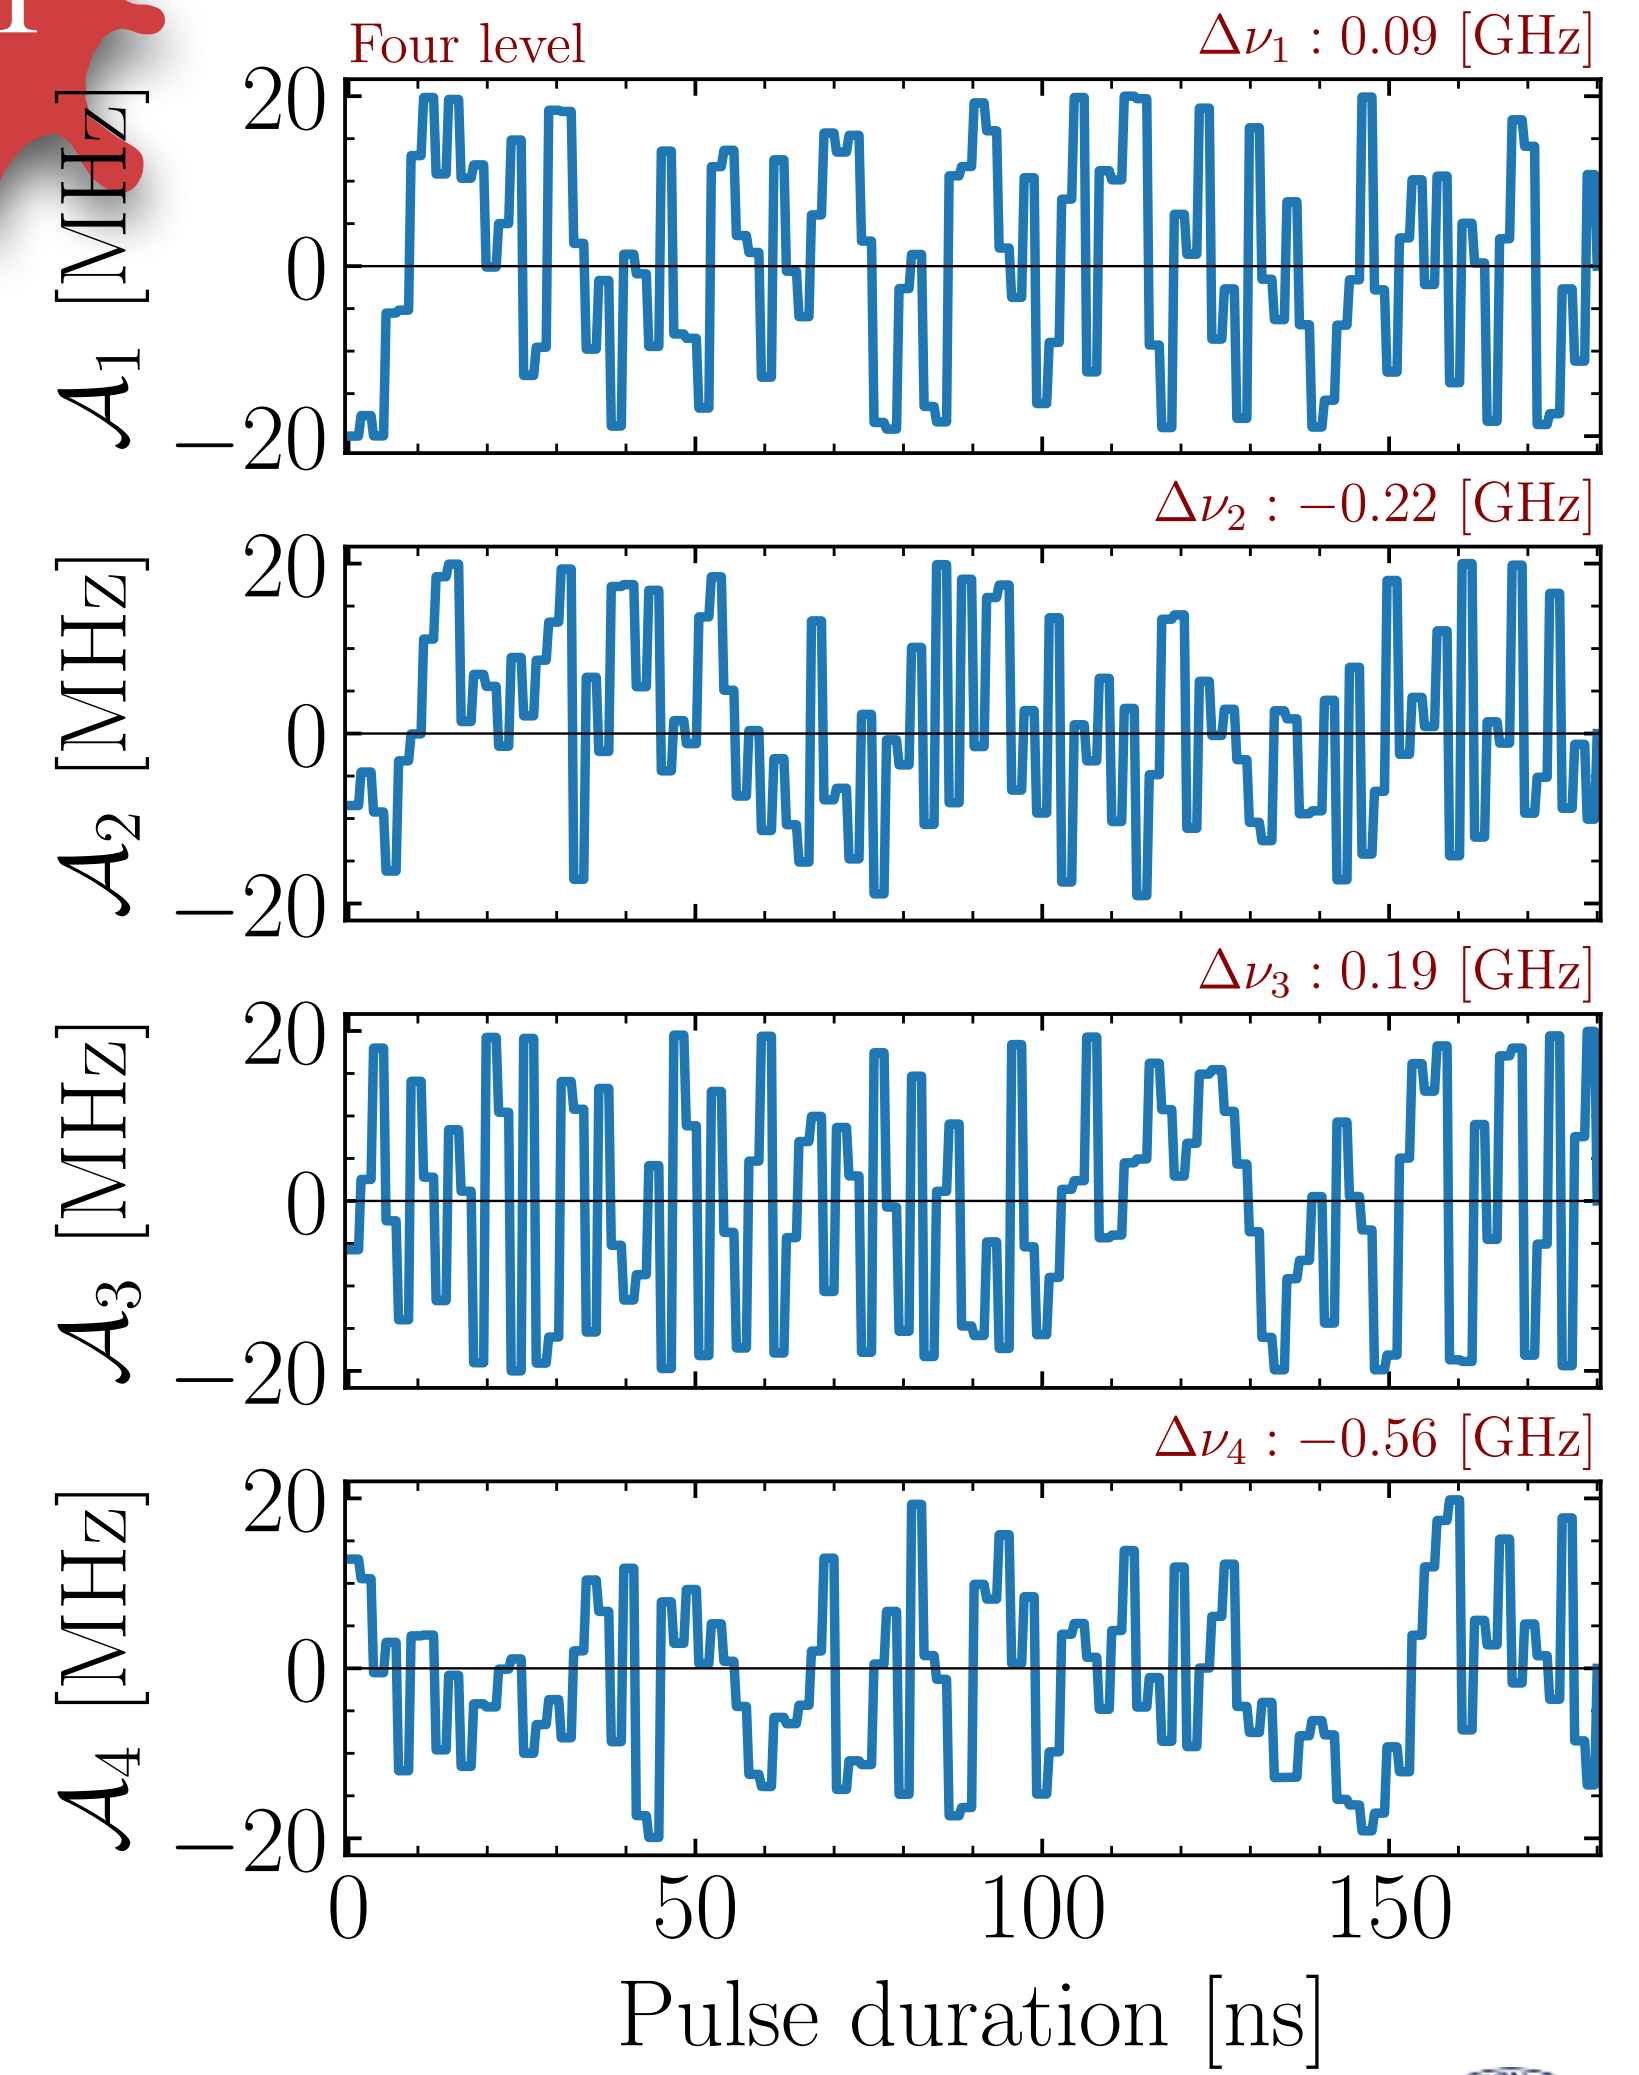 Four level
Δν₁ : 0.09 [GHz]
20
0
−20
𝒜₁ [MHz]
Δν₂ : −0.22 [GHz]
20
0
−20
𝒜₂ [MHz]
Δν₃ : 0.19 [GHz]
20
0
−20
𝒜₃ [MHz]
Δν₄ : −0.56 [GHz]
20
0
−20
𝒜₄ [MHz]
0 50 100 150
Pulse duration [ns]